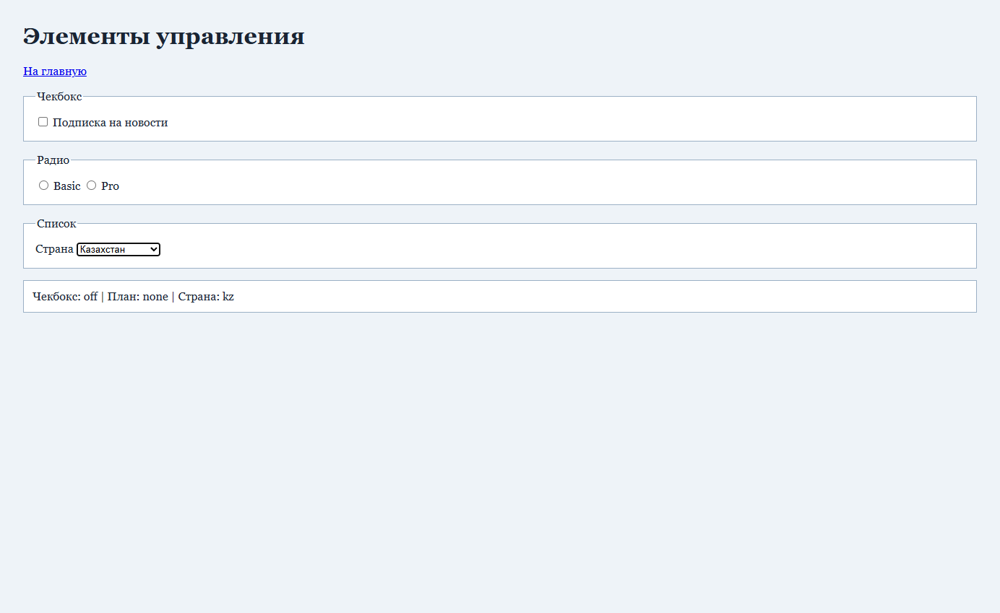 Элементы управления
На главную
Чекбокс
Подписка на новости
Радио
Basic Pro
Список
Страна Казахстан
Чекбокс: off | План: none | Страна: kz